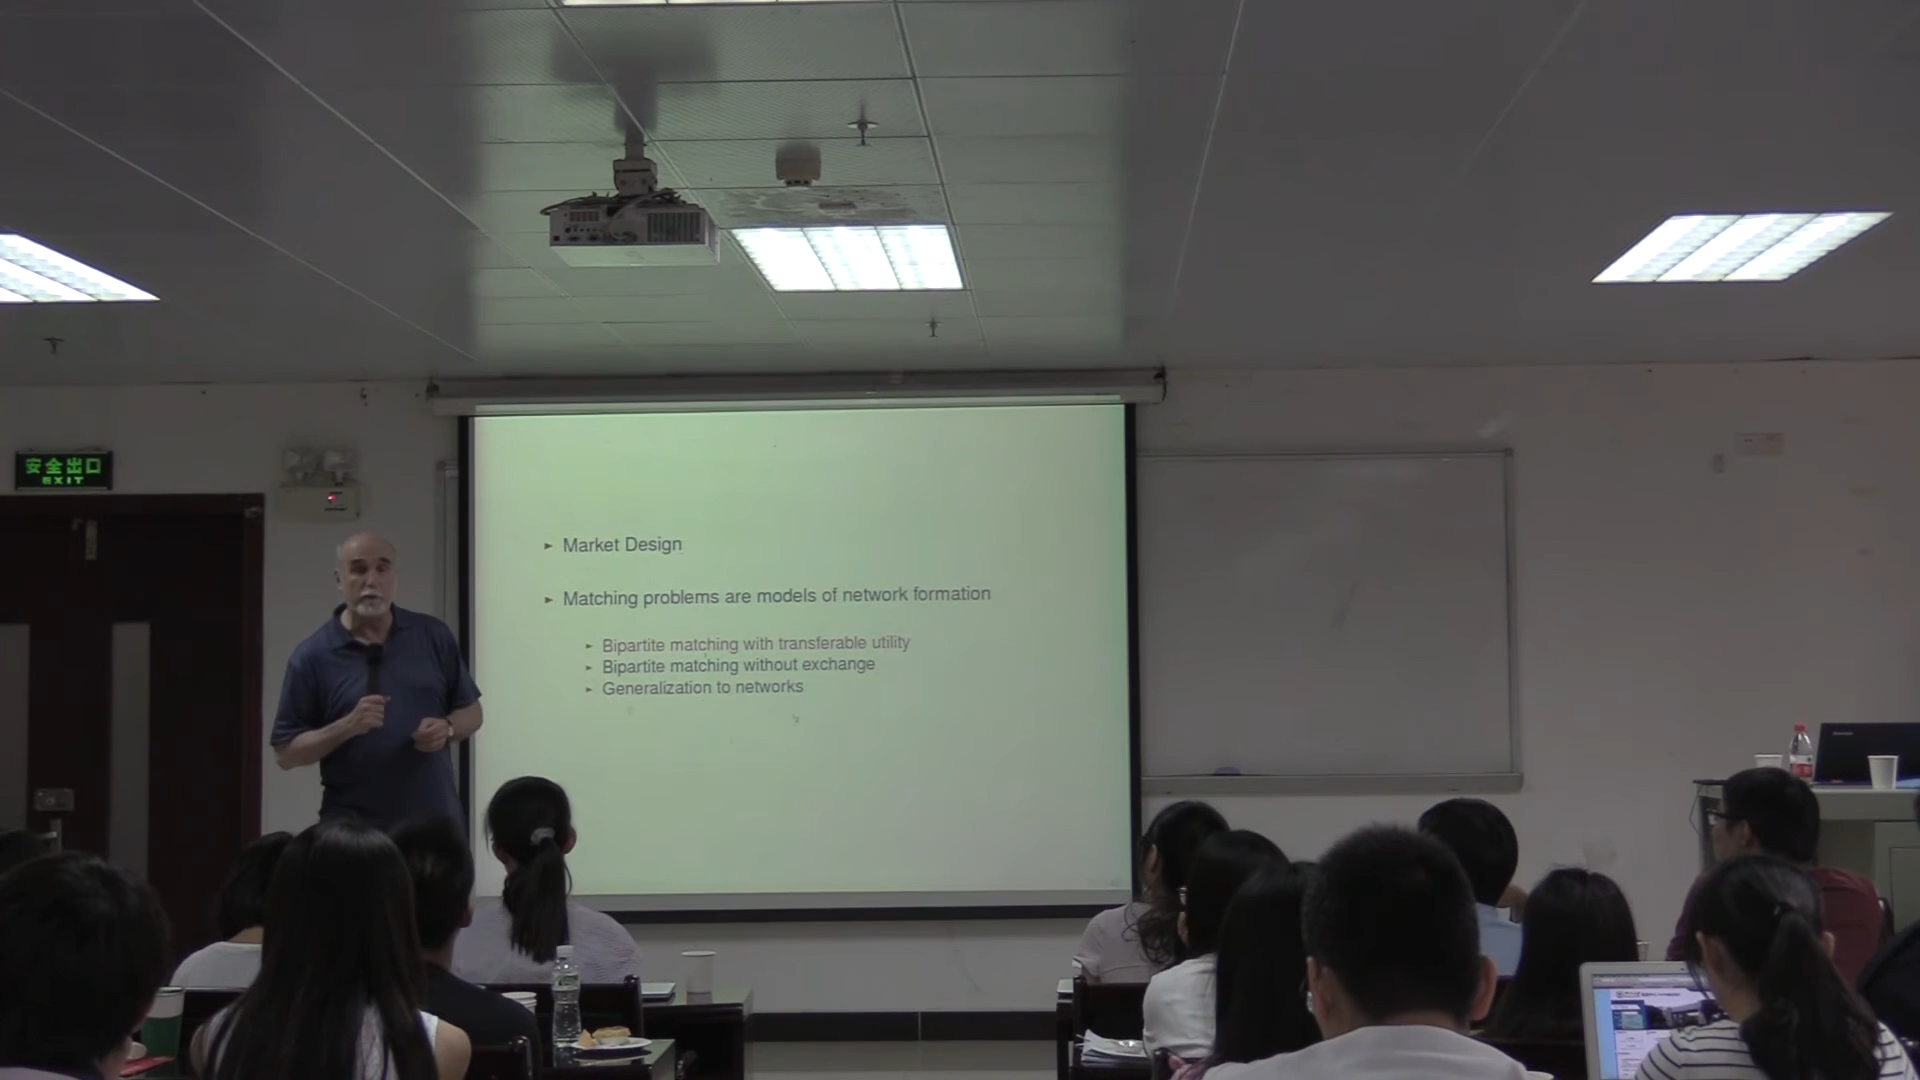 安全出口
EXIT
► Market Design
► Matching problems are models of network formation
► Bipartite matching with transferable utility
► Bipartite matching without exchange
► Generalization to networks